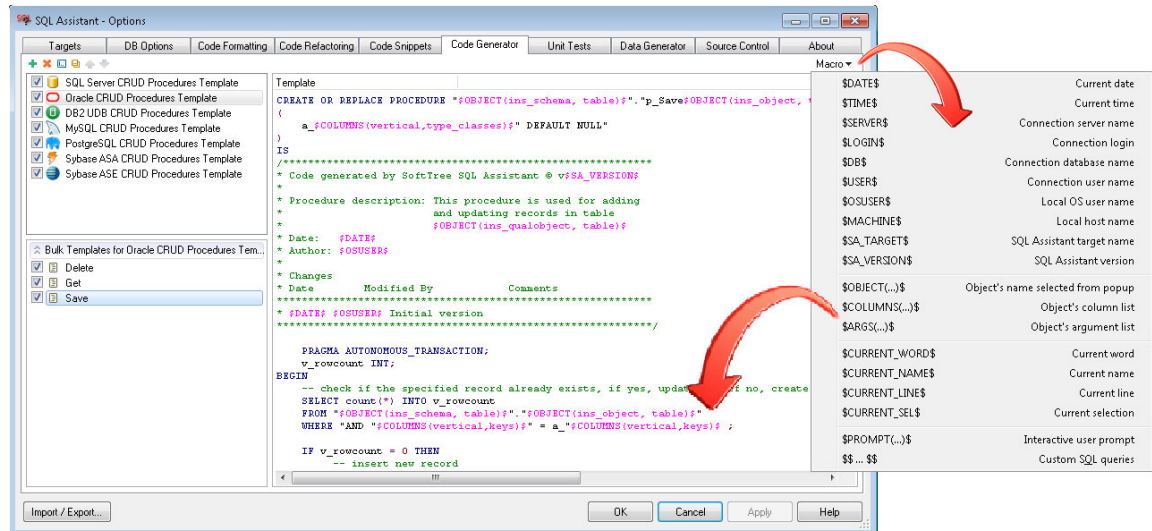 SQL Assistant - Options
Targets
DB Options
Code Formatting
Code Refactoring
Code Snippets
Code Generator
Unit Tests
Data Generator
Source Control
About
Macro
SQL Server CRUD Procedures Template
Oracle CRUD Procedures Template
DB2 UDB CRUD Procedures Template
MySQL CRUD Procedures Template
PostgreSQL CRUD Procedures Template
Sybase ASA CRUD Procedures Template
Sybase ASE CRUD Procedures Template
Bulk Templates for Oracle CRUD Procedures Tem...
Delete
Get
Save
Template
CREATE OR REPLACE PROCEDURE "$OBJECT(ins_schema, table)$"."p_Save$OBJECT(ins_object, t
(
a_$COLUMNS(vertical,type_classes)$" DEFAULT NULL"
)
IS
/**********************************************************
* Code generated by SoftTree SQL Assistant © v$SA_VERSION$
*
* Procedure description: This procedure is used for adding
* and updating records in table
* $OBJECT(ins_qualobject, table)$
* Date: $DATE$
* Author: $OSUSER$
*
* Changes
* Date Modified By Comments
***********************************************************
* $DATE$ $OSUSER$ Initial version
***********************************************************/
PRAGMA AUTONOMOUS_TRANSACTION;
v_rowcount INT;
BEGIN
-- check if the specified record already exists, if yes, upda f no, create
SELECT count(*) INTO v_rowcount
FROM "$OBJECT(ins_schema, table)$"."$OBJECT(ins_object, table)$"
WHERE "AND "$COLUMNS(vertical,keys)$" = a_"$COLUMNS(vertical,keys)$ ;
IF v_rowcount = 0 THEN
-- insert new record
$DATE$ Current date
$TIME$ Current time
$SERVER$ Connection server name
$LOGIN$ Connection login
$DB$ Connection database name
$USER$ Connection user name
$OSUSER$ Local OS user name
$MACHINE$ Local host name
$SA_TARGET$ SQL Assistant target name
$SA_VERSION$ SQL Assistant version
$OBJECT(...)$ Object's name selected from popup
$COLUMNS(...)$ Object's column list
$ARGS(...)$ Object's argument list
$CURRENT_WORD$ Current word
$CURRENT_NAME$ Current name
$CURRENT_LINE$ Current line
$CURRENT_SEL$ Current selection
$PROMPT(...)$ Interactive user prompt
$$ ... $$ Custom SQL queries
Import / Export...
OK
Cancel
Apply
Help